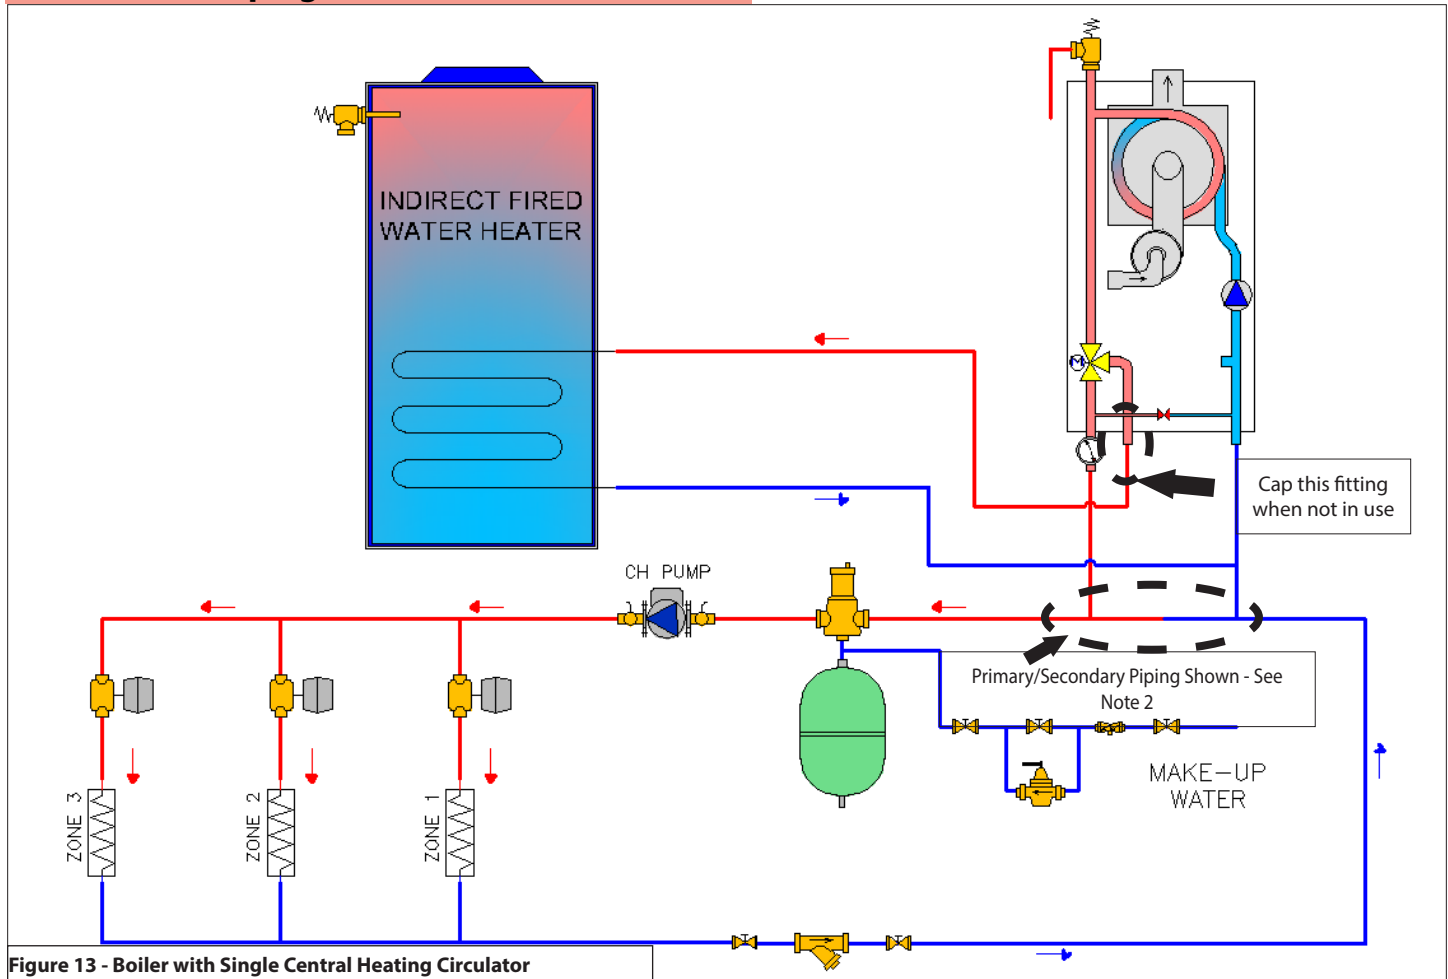 INDIRECT FIRED
WATER HEATER
M
Cap this fitting
when not in use
CH PUMP
Primary/Secondary Piping Shown - See
Note 2
MAKE-UP
WATER
ZONE 3
ZONE 2
ZONE 1
Figure 13 - Boiler with Single Central Heating Circulator